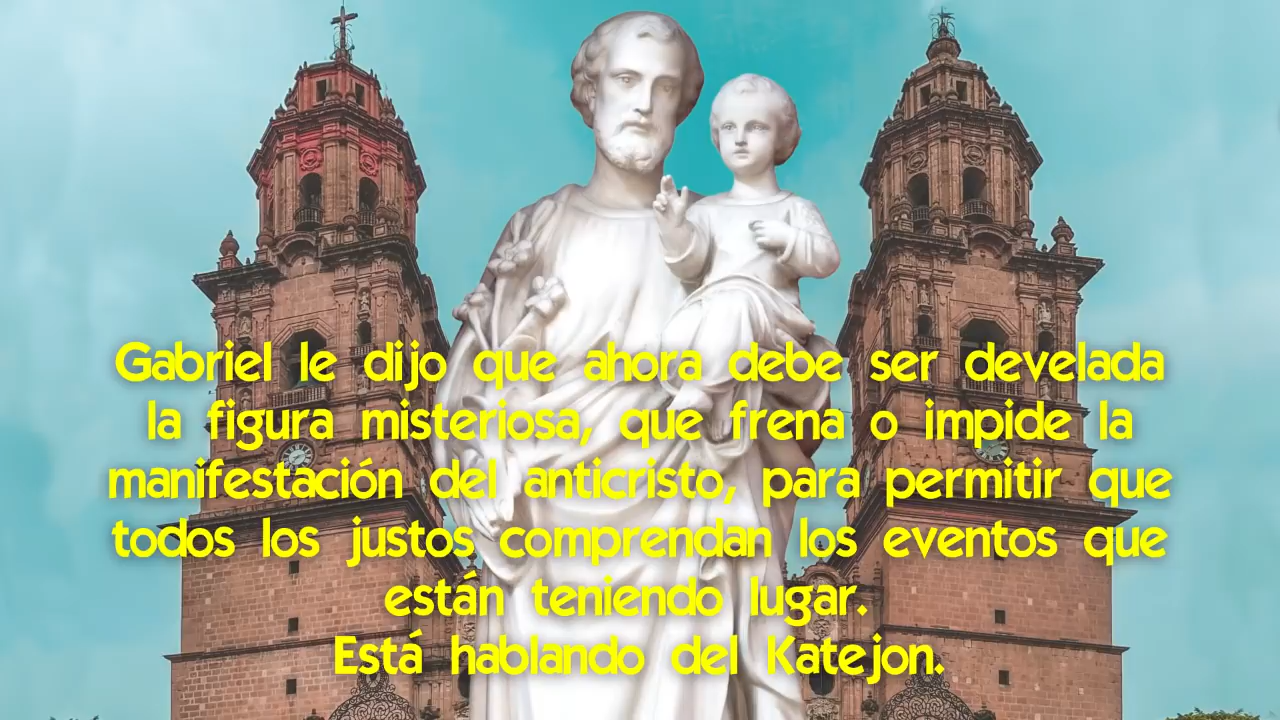 Gabriel le dijo que ahora debe ser develada
la figura misteriosa, que frena o impide la
manifestación del anticristo, para permitir que
todos los justos comprendan los eventos que
están teniendo lugar.
Está hablando del Katejon.